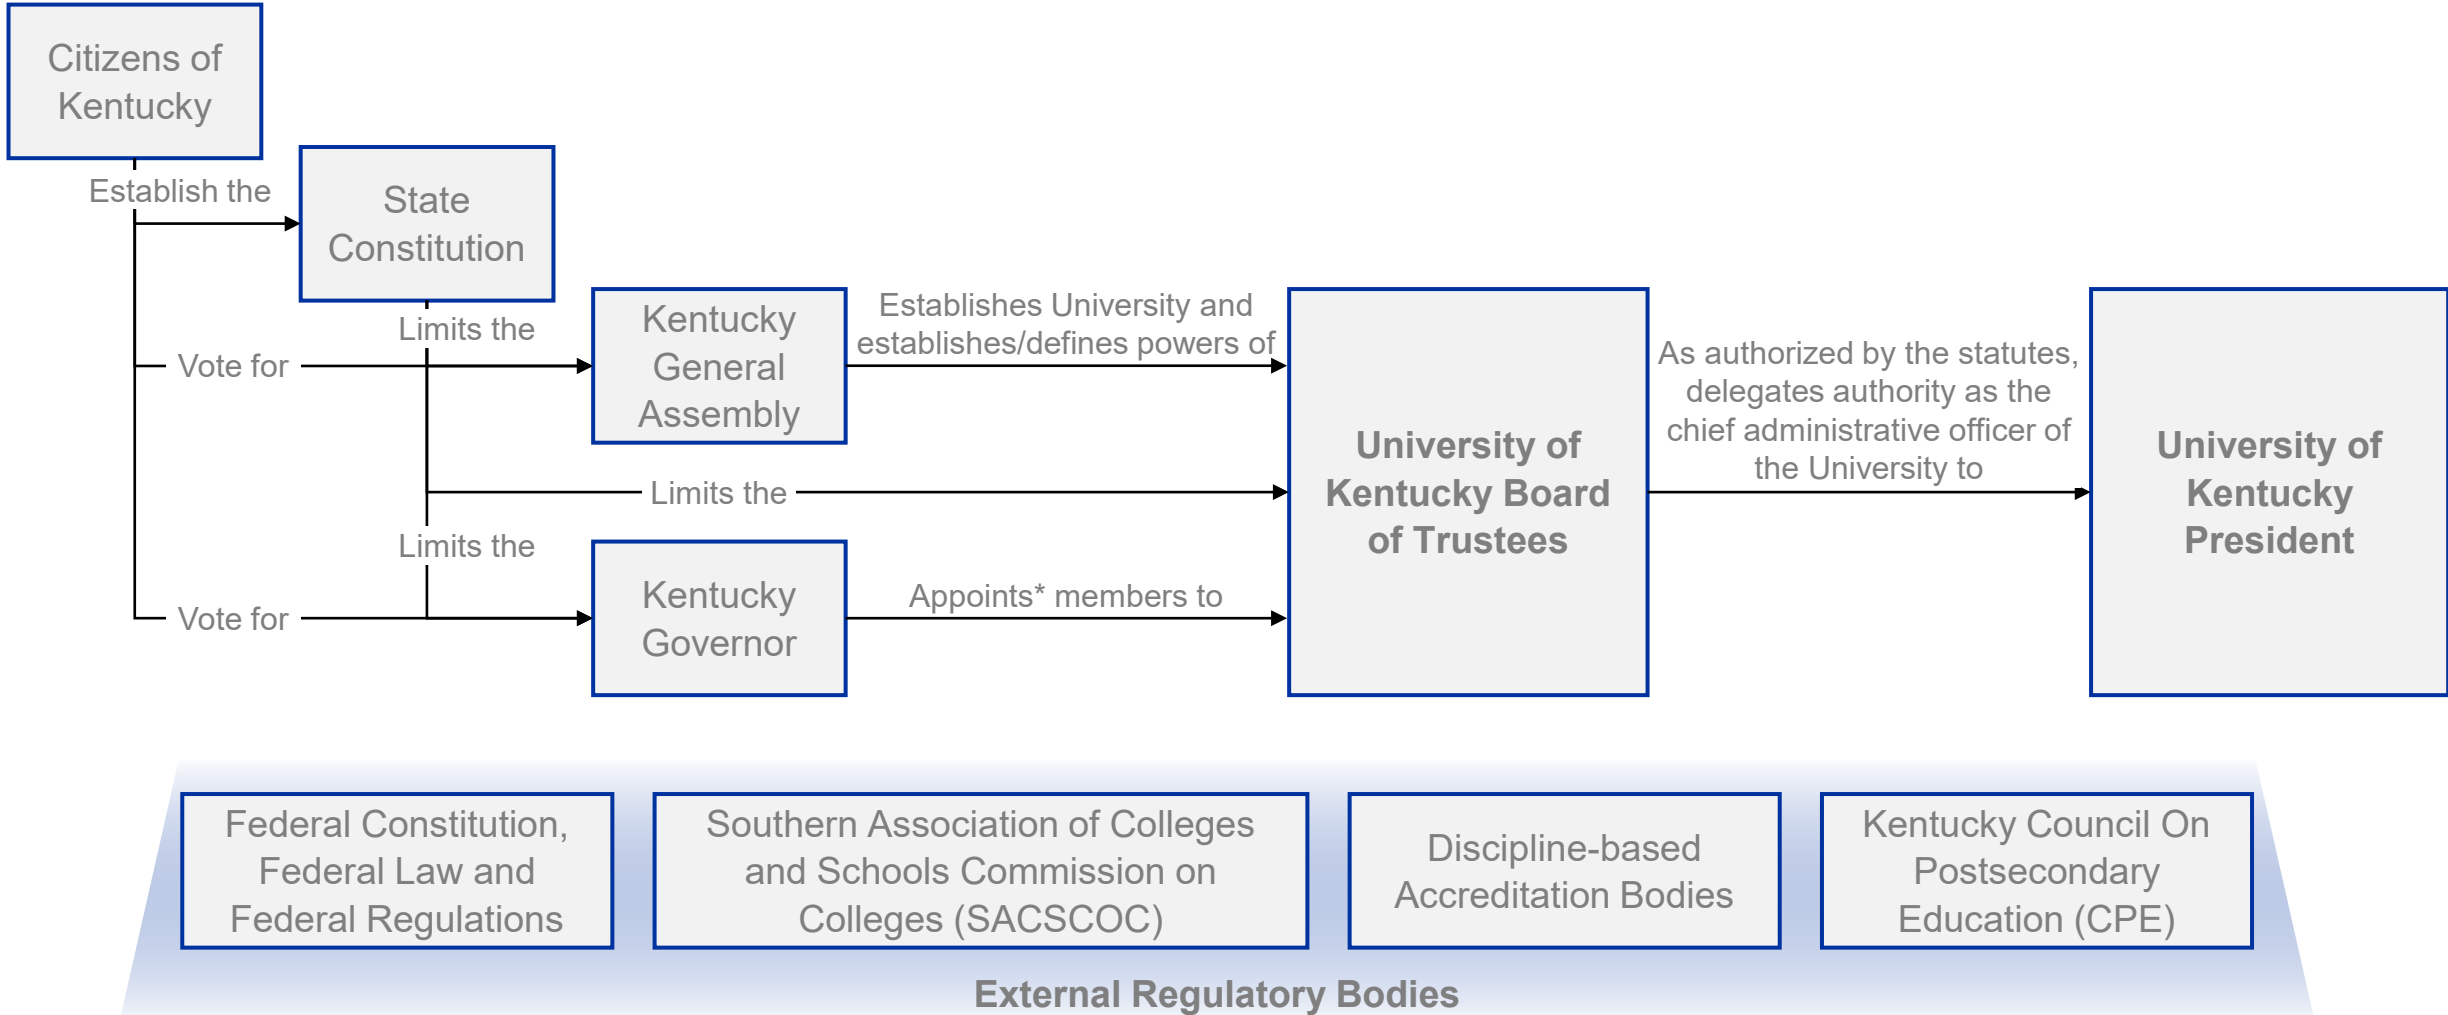 Citizens of
Kentucky
Establish the
State
Constitution
Limits the
Vote for
Kentucky
General
Assembly
Establishes University and
establishes/defines powers of
Limits the
Limits the
Vote for
Kentucky
Governor
Appoints* members to
University of
Kentucky Board
of Trustees
As authorized by the statutes,
delegates authority as the
chief administrative officer of
the University to
University of
Kentucky
President
Federal Constitution,
Federal Law and
Federal Regulations
Southern Association of Colleges
and Schools Commission on
Colleges (SACSCOC)
Discipline-based
Accreditation Bodies
Kentucky Council On
Postsecondary
Education (CPE)
External Regulatory Bodies